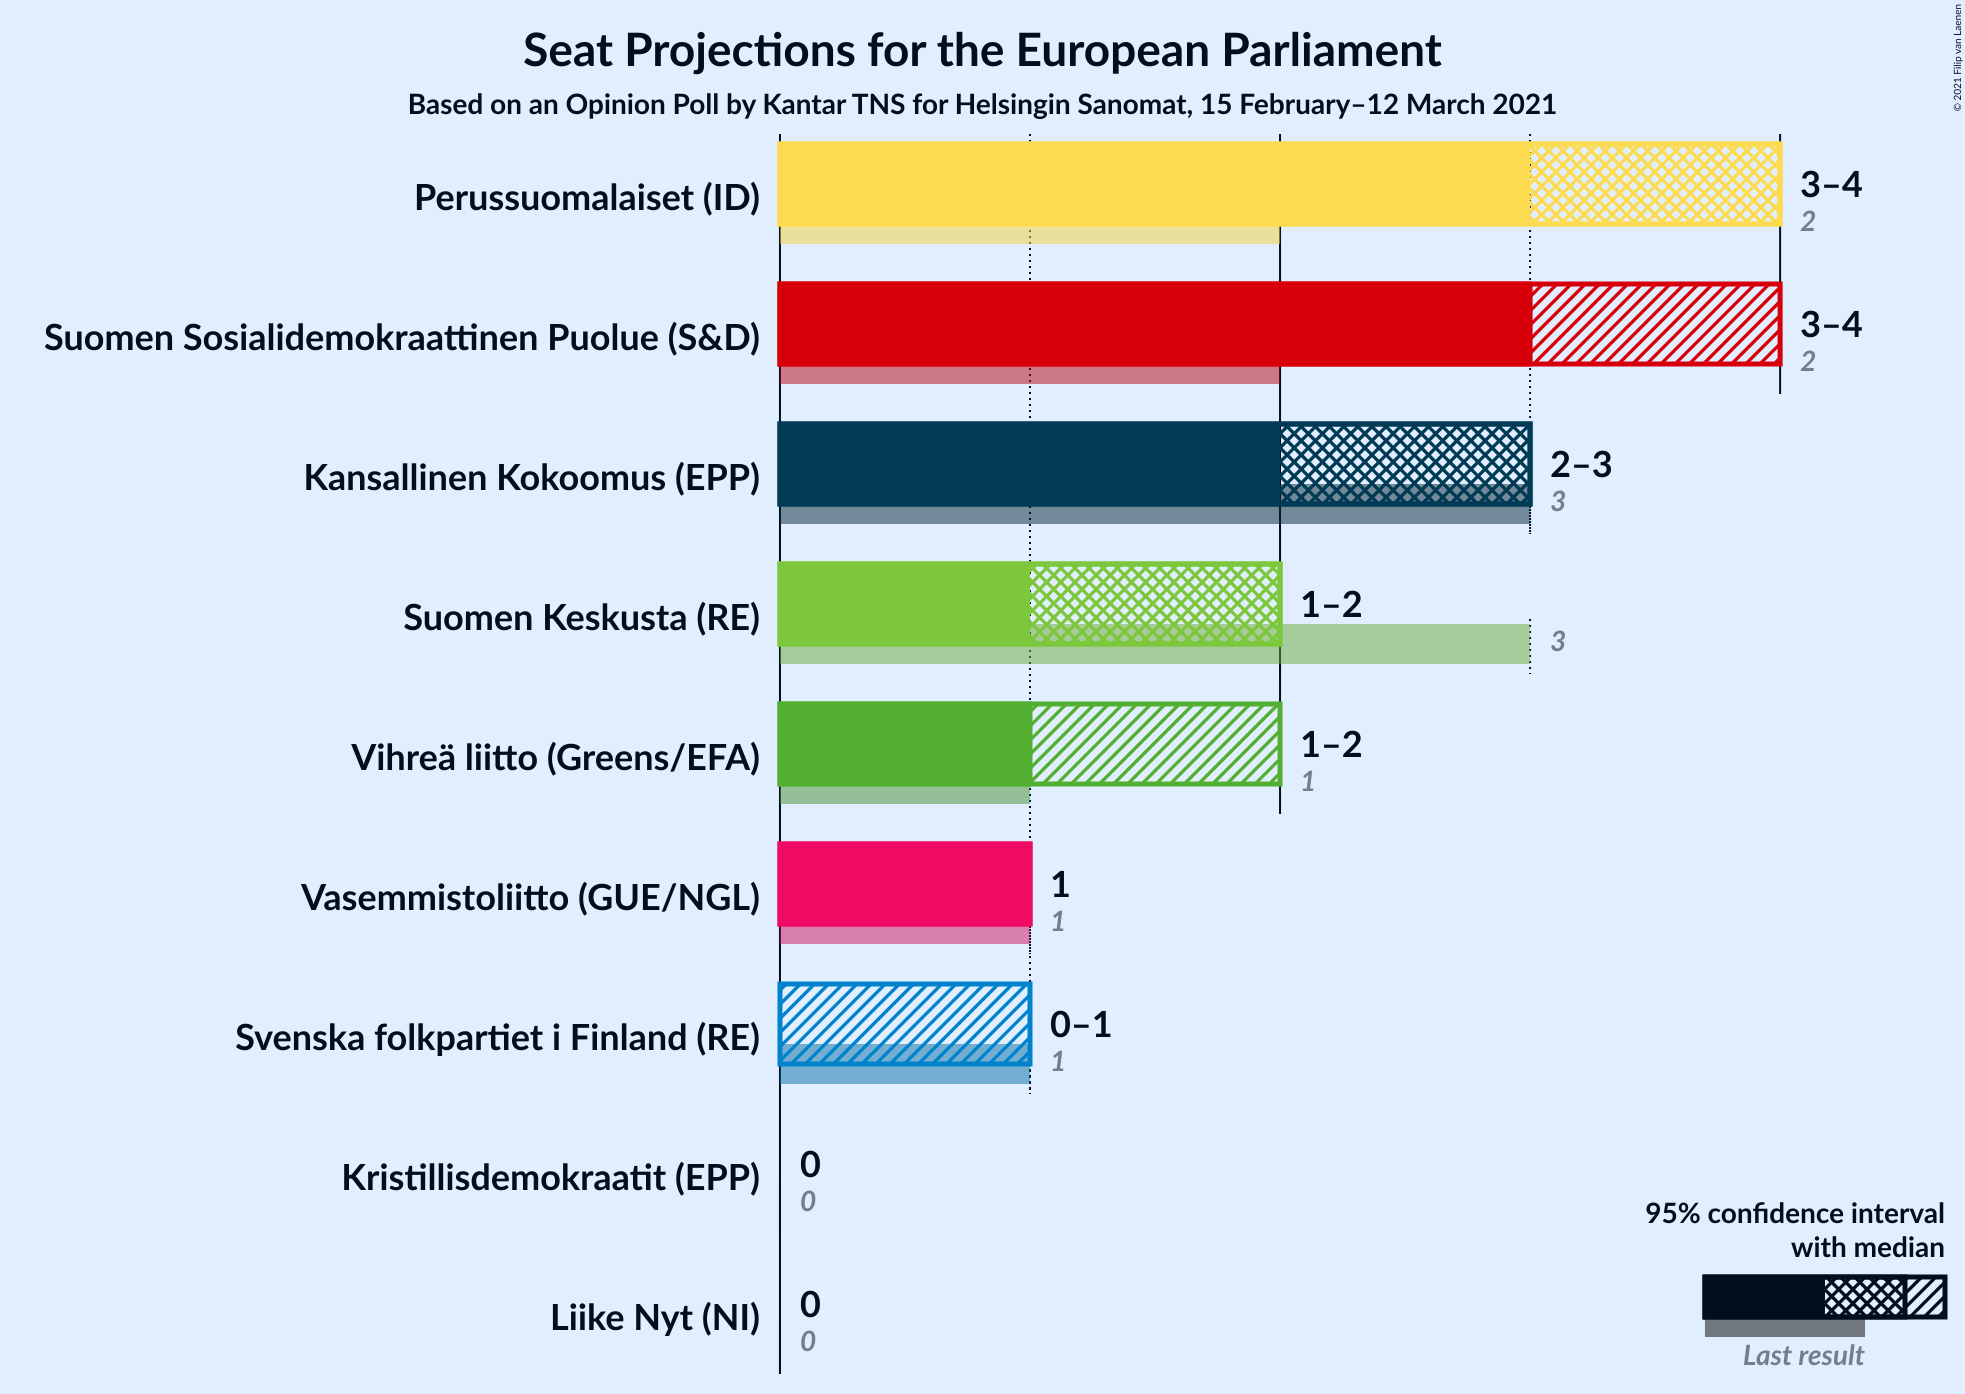 Seat Projections for the European Parliament
Based on an Opinion Poll by Kantar TNS for Helsingin Sanomat, 15 February–12 March 2021
© 2021 Filip van Laenen
Perussuomalaiset (ID)
3–4
2
Suomen Sosialidemokraattinen Puolue (S&D)
3–4
2
Kansallinen Kokoomus (EPP)
2–3
3
Suomen Keskusta (RE)
1–2
3
Vihreä liitto (Greens/EFA)
1–2
1
Vasemmistoliitto (GUE/NGL)
1
1
Svenska folkpartiet i Finland (RE)
0–1
1
Kristillisdemokraatit (EPP)
0
0
Liike Nyt (NI)
0
0
95% confidence interval
with median
Last result